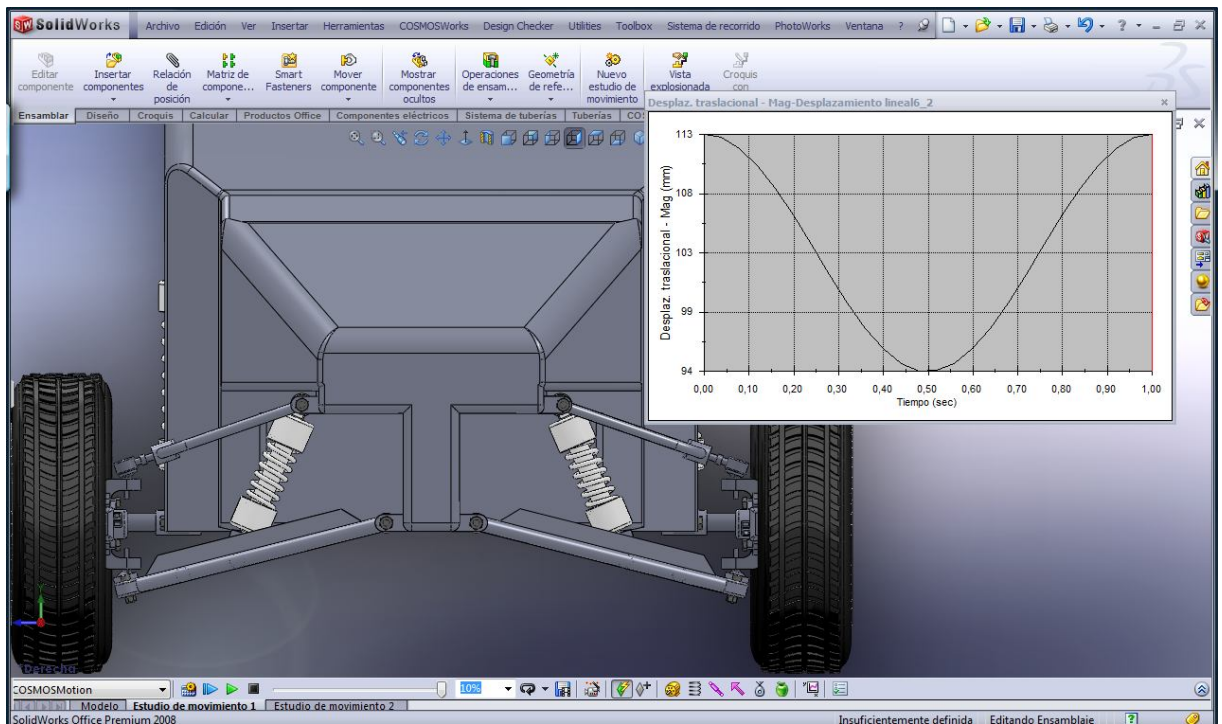 SolidWorks Archivo Edición Ver Insertar Herramientas COSMOSWorks Design Checker Utilities Toolbox Sistema de recorrido PhotoWorks Ventana ?
Editar componente
Insertar componentes
Relación de posición
Matriz de compone...
Smart Fasteners
Mover componente
Mostrar componentes ocultos
Operaciones de ensam...
Geometría de refe...
Nuevo estudio de movimiento
Vista explosionada
Croquis con
Ensamblar Diseño Croquis Calcular Productos Office Componentes eléctricos Sistema de tuberías Tuberías CO
Desplaz. traslacional - Mag-Desplazamiento lineal6_2
Desplaz. traslacional - Mag (mm)
113
108
103
99
94
0,00 0,10 0,20 0,30 0,40 0,50 0,60 0,70 0,80 0,90 1,00
Tiempo (sec)
*Derecha
COSMOSMotion 10%
Modelo Estudio de movimiento 1 Estudio de movimiento 2
SolidWorks Office Premium 2008 Insuficientemente definida Editando Ensamblaje